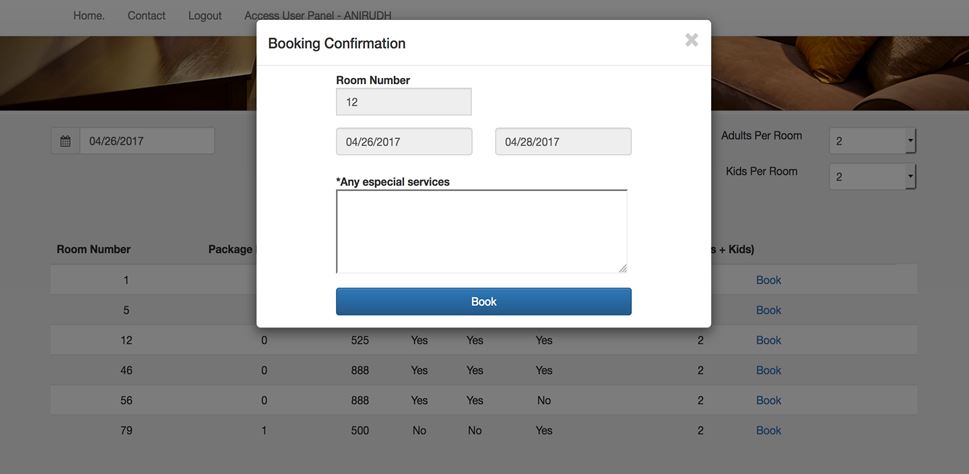 Home. Contact Logout Access User Panel - ANIRUDH
Booking Confirmation ×
Room Number
12
04/26/2017 04/26/2017 04/28/2017
Adults Per Room 2
Kids Per Room 2
*Any especial services
Room Number Package s + Kids)
1 Book
5 Book
Book
12 0 525 Yes Yes Yes 2 Book
46 0 888 Yes Yes Yes 2 Book
56 0 888 Yes Yes No 2 Book
79 1 500 No No Yes 2 Book